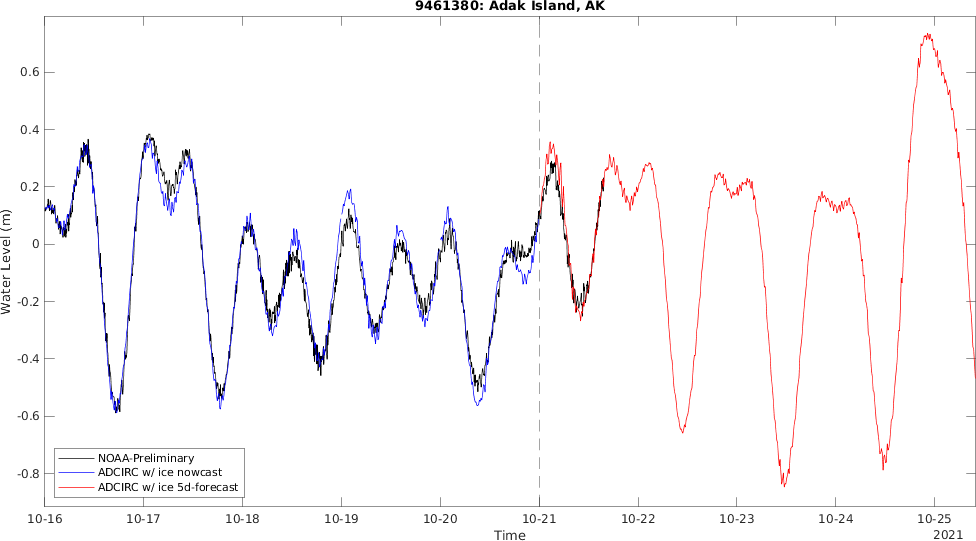 9461380: Adak Island, AK
Water Level (m)
0.6
0.4
0.2
0
-0.2
-0.4
-0.6
-0.8
NOAA-Preliminary
ADCIRC w/ ice nowcast
ADCIRC w/ ice 5d-forecast
10-16 10-17 10-18 10-19 10-20 10-21 10-22 10-23 10-24 10-25
Time
2021